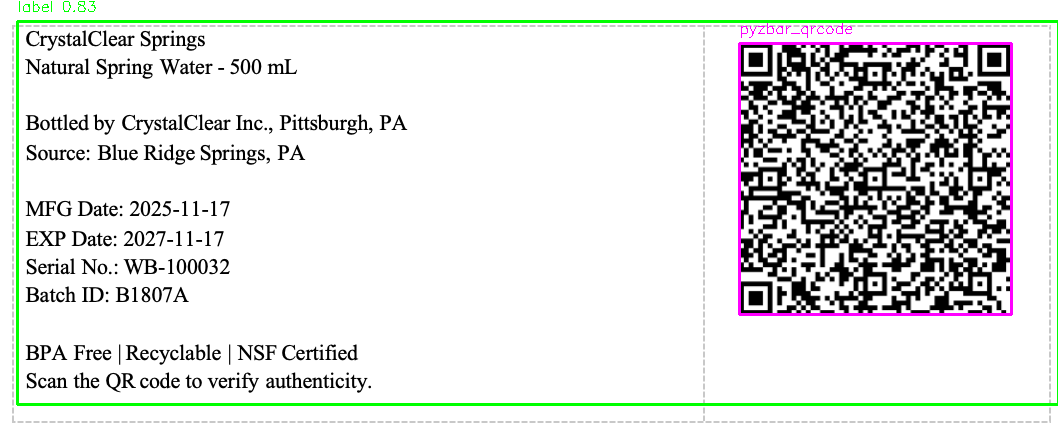 label 0.83
CrystalClear Springs
Natural Spring Water - 500 mL
Bottled by CrystalClear Inc., Pittsburgh, PA
Source: Blue Ridge Springs, PA
MFG Date: 2025-11-17
EXP Date: 2027-11-17
Serial No.: WB-100032
Batch ID: B1807A
BPA Free | Recyclable | NSF Certified
Scan the QR code to verify authenticity.
pyzbar_qrcode